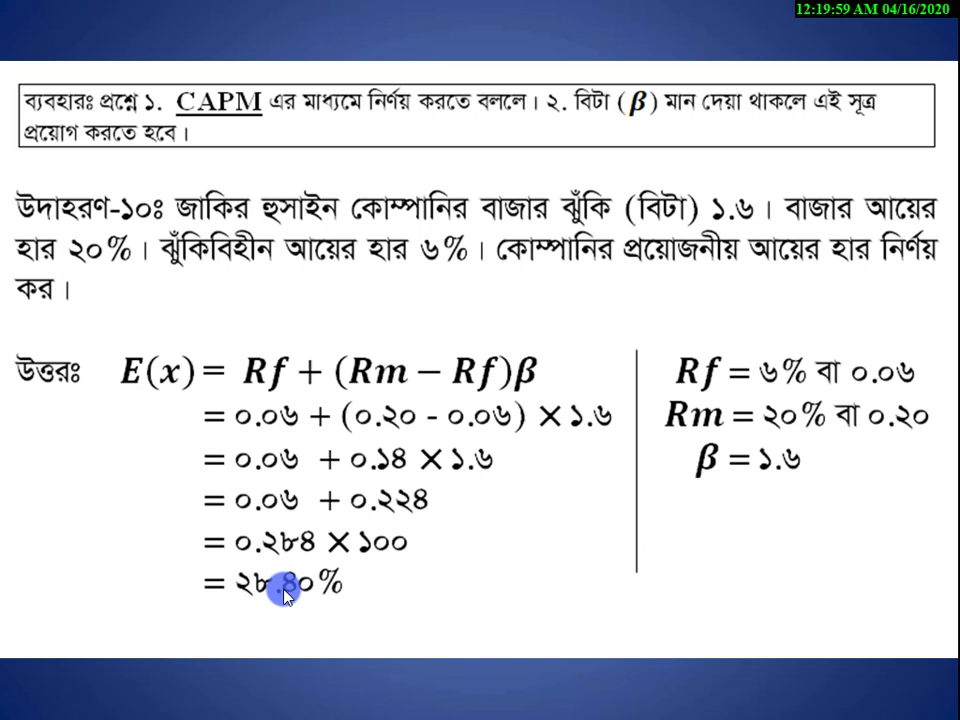 12:19:59 AM 04/16/2020
ব্যবহারঃ প্রশ্নে ১. CAPM এর মাধ্যমে নির্ণয় করতে বললে। ২. বিটা (β) মান দেয়া থাকলে এই সূত্র
প্রয়োগ করতে হবে।
উদাহরণ-১০ঃ জাকির হুসাইন কোম্পানির বাজার ঝুঁকি (বিটা) ১.৬। বাজার আয়ের
হার ২০%। ঝুঁকিবিহীন আয়ের হার ৬%। কোম্পানির প্রয়োজনীয় আয়ের হার নির্ণয়
কর।
উত্তরঃ E(x) = Rf + (Rm − Rf)β
= ০.০৬ + (০.২০ - ০.০৬) × ১.৬
= ০.০৬ + ০.১৪ × ১.৬
= ০.০৬ + ০.২২৪
= ০.২৮৪ × ১০০
= ২৮.৪০%
Rf = ৬% বা ০.০৬
Rm = ২০% বা ০.২০
β = ১.৬